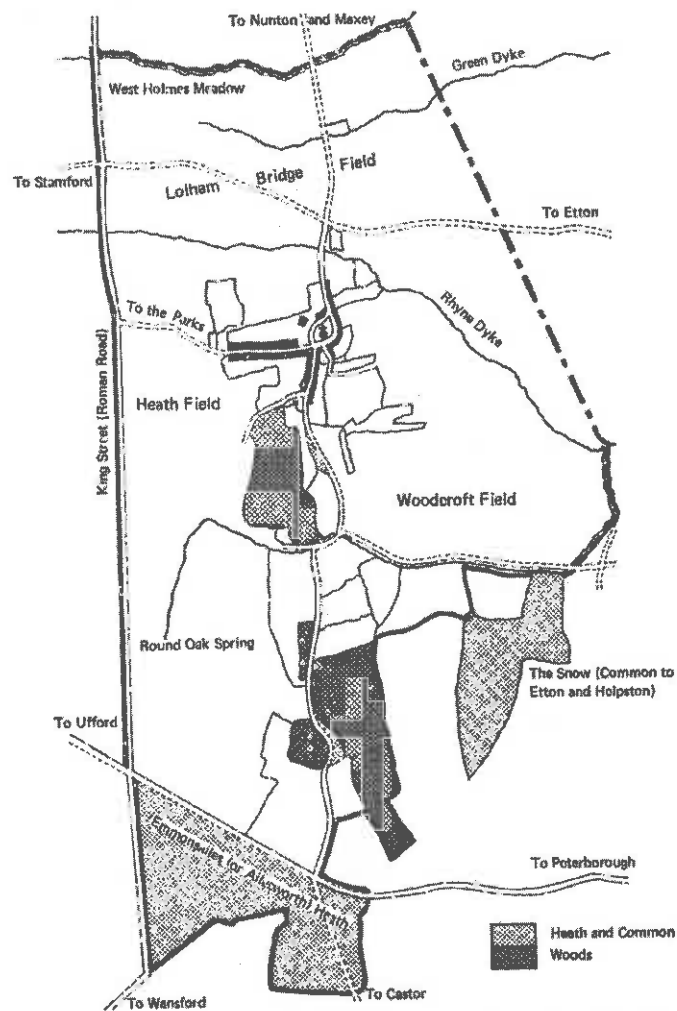 To Nunton and Maxey
Green Dyke
West Holmes Meadow
To Stamford
Lolham Bridge Field
To Etton
To the Parks
Rhyne Dyke
King Street (Roman Road)
Heath Field
Woodcroft Field
Round Oak Spring
The Snow (Common to
Etton and Helpston)
To Ufford
Emmonsales (or Ailesworth) Heath
To Peterborough
Heath and Common
Woods
To Wansford
To Castor